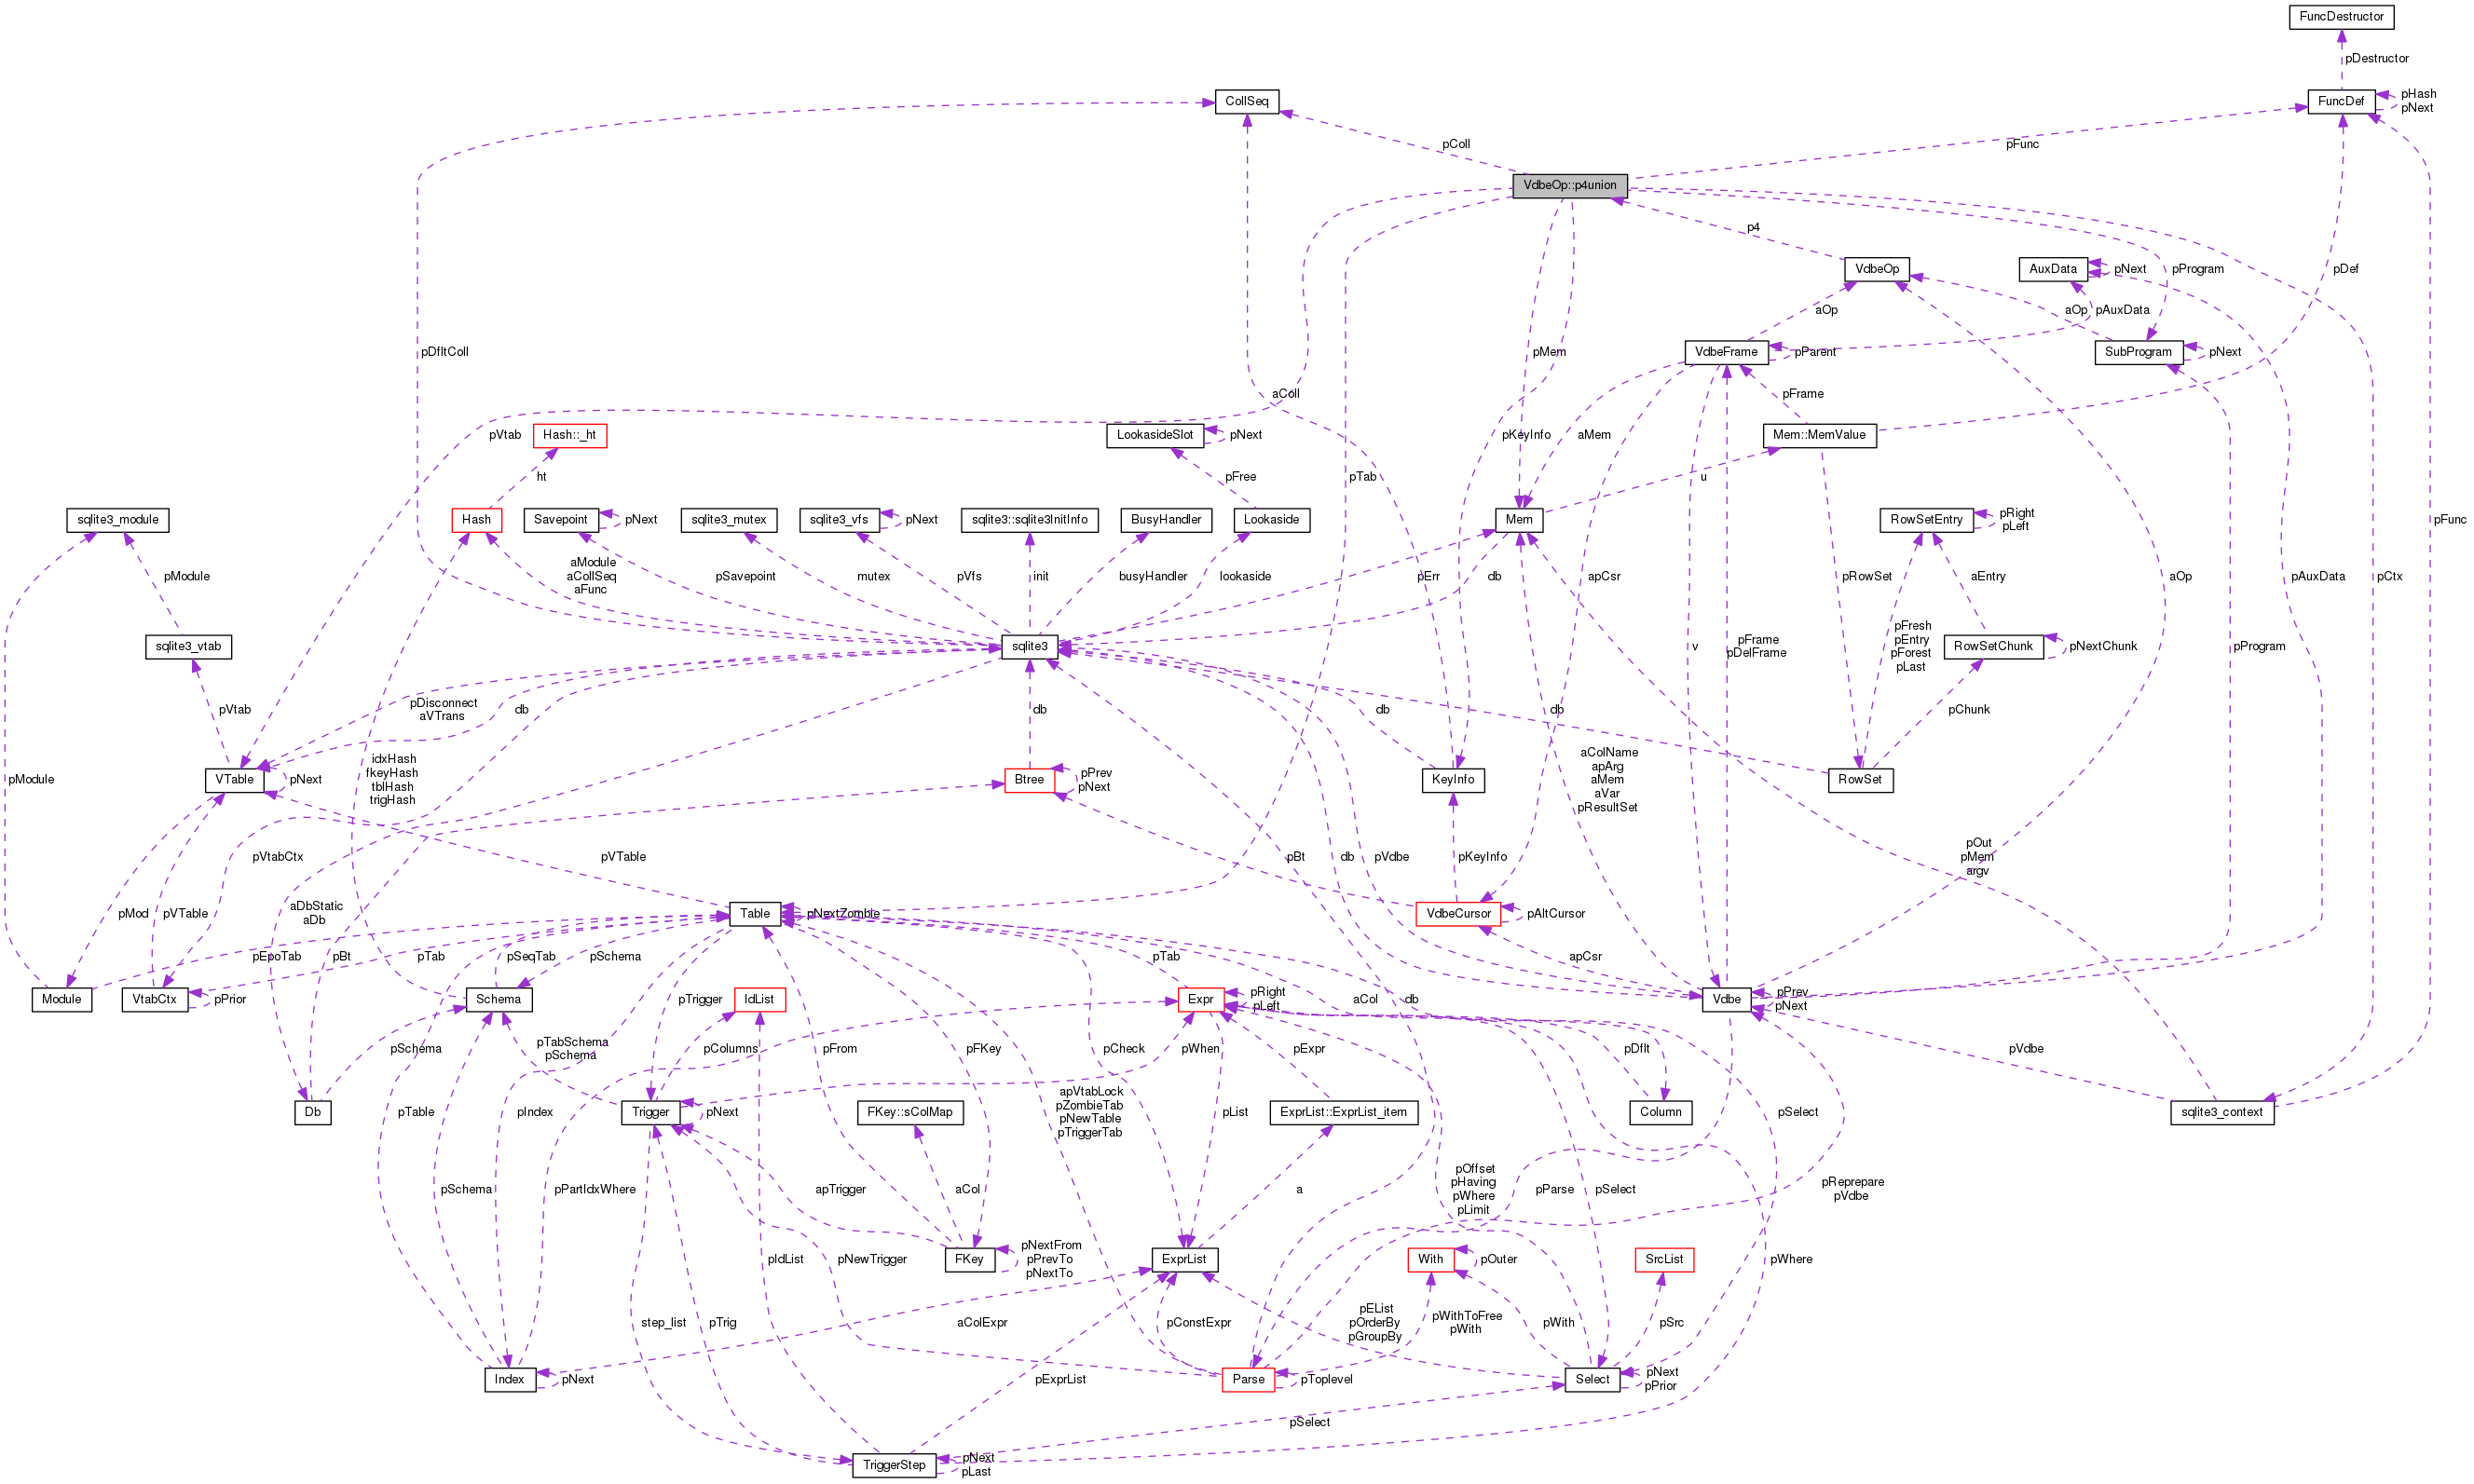 FuncDestructor
pDestructor
CollSeq
FuncDef
pHash
pNext
pColl
pFunc
VdbeOp::p4union
p4
VdbeOp
AuxData
pNext
pProgram
pDef
aOp
aOp
pAuxData
pDfltColl
pMem
VdbeFrame
pParent
SubProgram
pNext
aColl
pFrame
pVtab
Hash::_ht
LookasideSlot
pNext
pKeyInfo
aMem
Mem::MemValue
ht
pFree
pTab
u
sqlite3_module
Hash
Savepoint
pNext
sqlite3_mutex
sqlite3_vfs
pNext
sqlite3::sqlite3InitInfo
BusyHandler
Lookaside
Mem
RowSetEntry
pRight
pLeft
pFunc
pModule
aModule
aCollSeq
aFunc
pSavepoint
mutex
pVfs
init
busyHandler
lookaside
pErr
db
apCsr
pRowSet
aEntry
aOp
pAuxData
pCtx
sqlite3_vtab
sqlite3
v
pFrame
pDelFrame
pFresh
pEntry
pForest
pLast
RowSetChunk
pNextChunk
pProgram
pVtab
pDisconnect
aVTrans
db
db
db
db
pChunk
pModule
idxHash
fkeyHash
tblHash
trigHash
VTable
pNext
Btree
pPrev
pNext
KeyInfo
aColName
apArg
aMem
aVar
pResultSet
RowSet
pVtabCtx
pVTable
pBt
db
pVdbe
pKeyInfo
pOut
pMem
argv
pMod
pVTable
aDbStatic
aDb
Table
pNextZombie
VdbeCursor
pAltCursor
pEpoTab
pBt
pTab
pSeqTab
pSchema
pTab
apCsr
Module
VtabCtx
pPrior
Schema
pTrigger
IdList
Expr
pRight
pLeft
aCol
db
Vdbe
pPrev
pNext
pSchema
pTabSchema
pSchema
pColumns
pFrom
pFKey
pCheck
pWhen
pExpr
pDflt
pVdbe
Db
pTable
pIndex
Trigger
pNext
FKey::sColMap
apVtabLock
pZombieTab
pNewTable
pTriggerTab
pList
ExprList::ExprList_item
Column
pSelect
sqlite3_context
pSchema
pPartIdxWhere
apTrigger
aCol
a
pOffset
pHaving
pWhere
pLimit
pParse
pSelect
pReprepare
pVdbe
pIdList
pNewTrigger
FKey
pNextFrom
pPrevTo
pNextTo
ExprList
With
pOuter
SrcList
pWhere
step_list
pTrig
aColExpr
pConstExpr
pEList
pOrderBy
pGroupBy
pWithToFree
pWith
pWith
pSrc
Index
pNext
pExprList
Parse
pToplevel
Select
pNext
pPrior
pSelect
TriggerStep
pNext
pLast